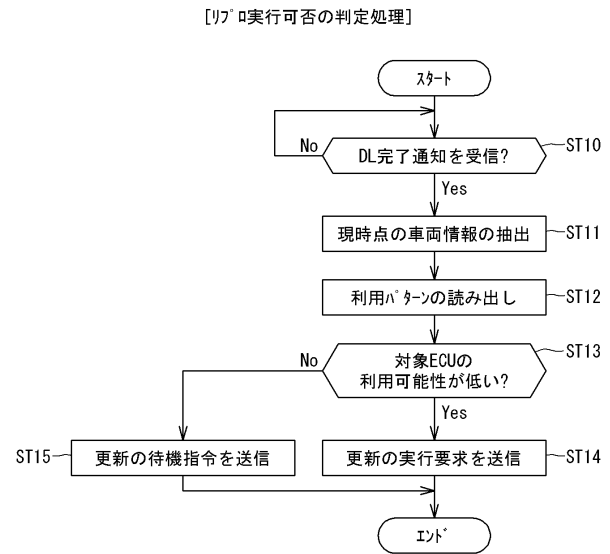 [ﾘﾌﾟﾛ実行可否の判定処理]
ｽﾀｰﾄ
No
DL完了通知を受信?
ST10
Yes
現時点の車両情報の抽出
ST11
利用ﾊﾟﾀｰﾝの読み出し
ST12
No
対象ECUの
利用可能性が低い?
ST13
Yes
ST15
更新の待機指令を送信
更新の実行要求を送信
ST14
ｴﾝﾄﾞ